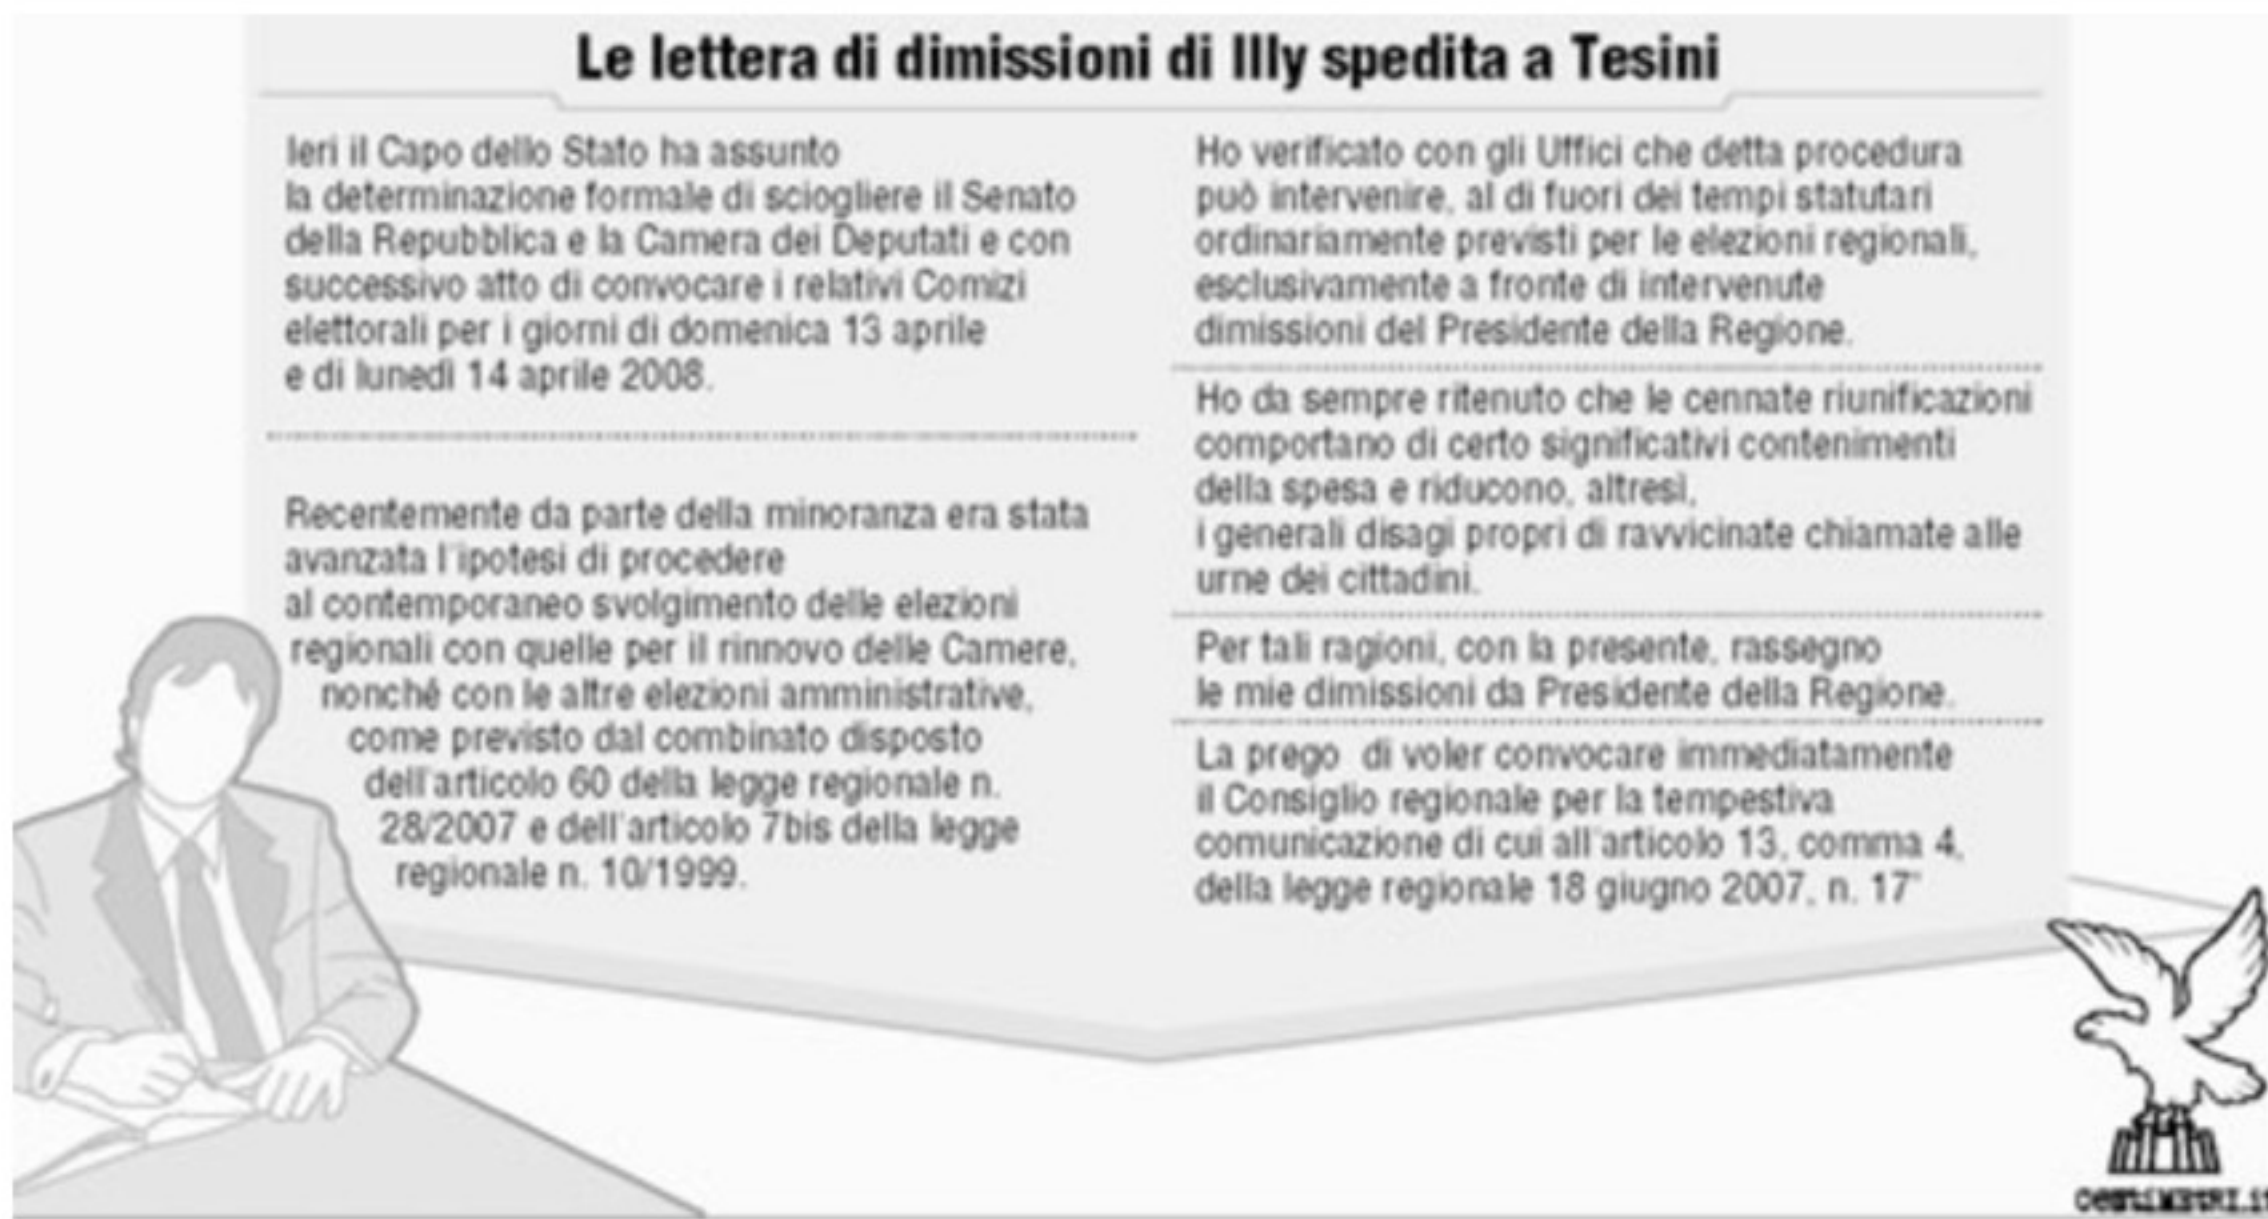 Le lettera di dimissioni di Illy spedita a Tesini
Ieri il Capo dello Stato ha assunto
la determinazione formale di sciogliere il Senato
della Repubblica e la Camera dei Deputati e con
successivo atto di convocare i relativi Comizi
elettorali per i giorni di domenica 13 aprile
e di lunedì 14 aprile 2008.
Recentemente da parte della minoranza era stata
avanzata l'ipotesi di procedere
al contemporaneo svolgimento delle elezioni
regionali con quelle per il rinnovo delle Camere,
nonché con le altre elezioni amministrative,
come previsto dal combinato disposto
dell'articolo 60 della legge regionale n.
28/2007 e dell'articolo 7bis della legge
regionale n. 10/1999.
Ho verificato con gli Uffici che detta procedura
può intervenire, al di fuori dei tempi statutari
ordinariamente previsti per le elezioni regionali,
esclusivamente a fronte di intervenute
dimissioni del Presidente della Regione.
Ho da sempre ritenuto che le cennate riunificazioni
comportano di certo significativi contenimenti
della spesa e riducono, altresì,
i generali disagi propri di ravvicinate chiamate alle
urne dei cittadini.
Per tali ragioni, con la presente, rassegno
le mie dimissioni da Presidente della Regione.
La prego di voler convocare immediatamente
il Consiglio regionale per la tempestiva
comunicazione di cui all'articolo 13, comma 4,
della legge regionale 18 giugno 2007, n. 17"